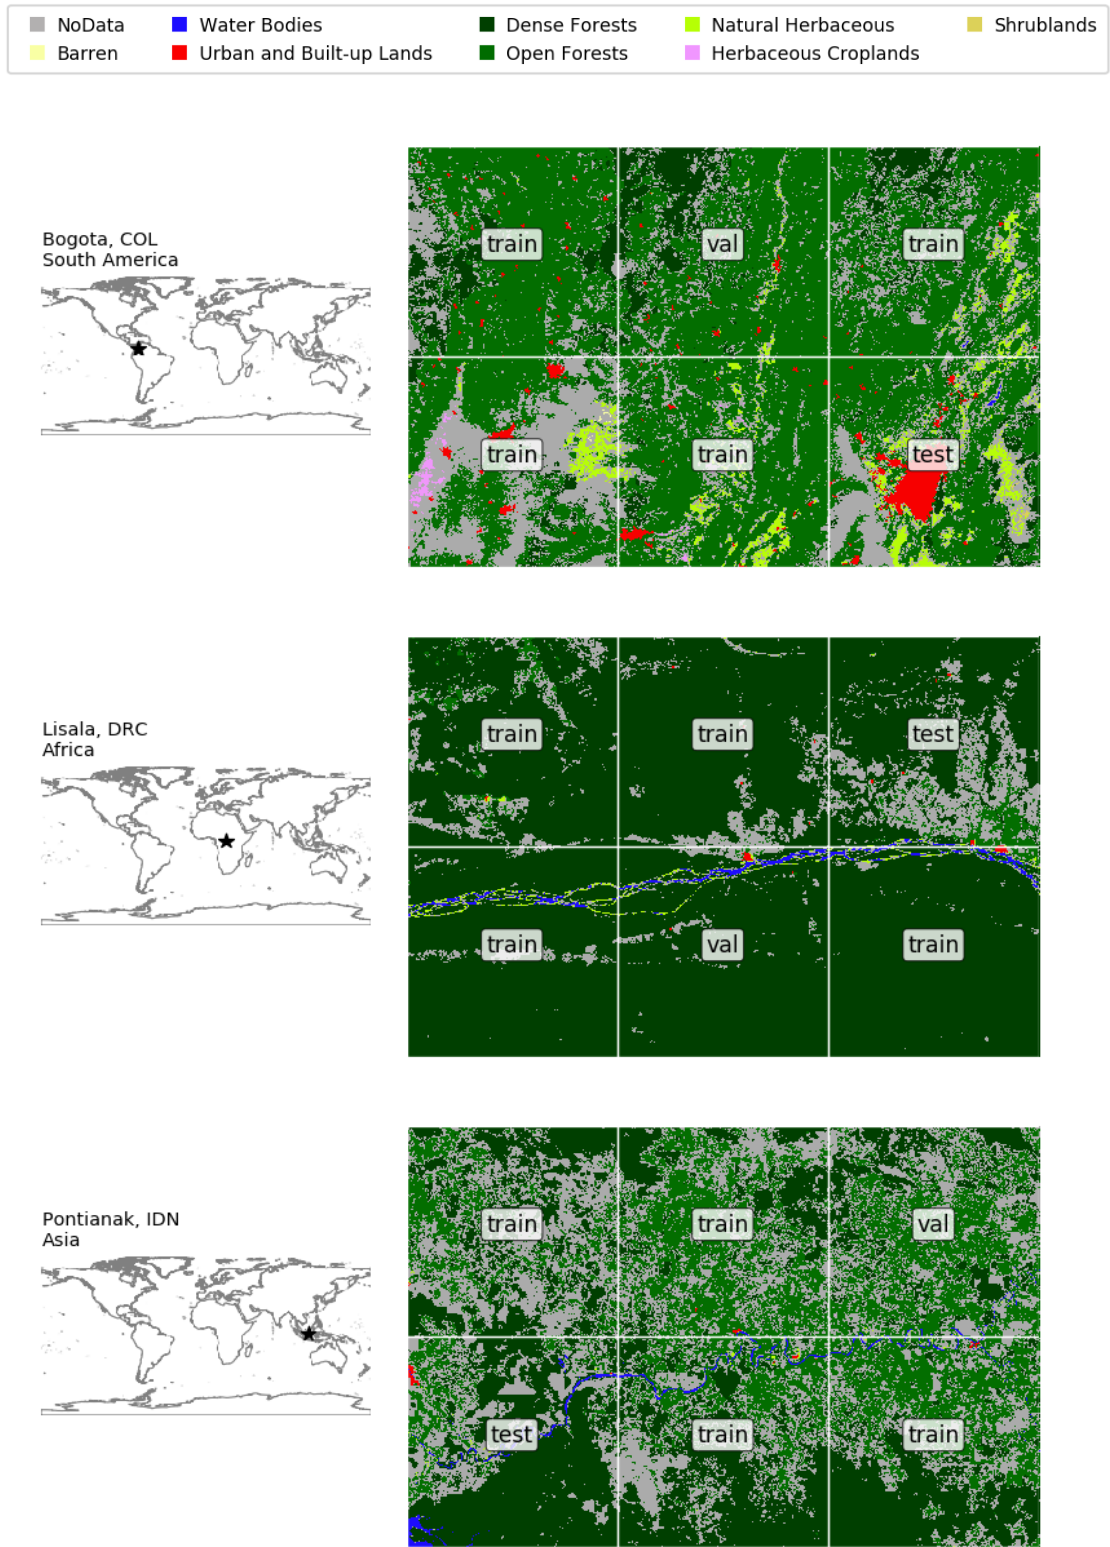 NoData Water Bodies Dense Forests Natural Herbaceous Shrublands
Barren Urban and Built-up Lands Open Forests Herbaceous Croplands
Bogota, COL
South America
train val train
train train test
Lisala, DRC
Africa
train train test
train val train
Pontianak, IDN
Asia
train train val
test train train